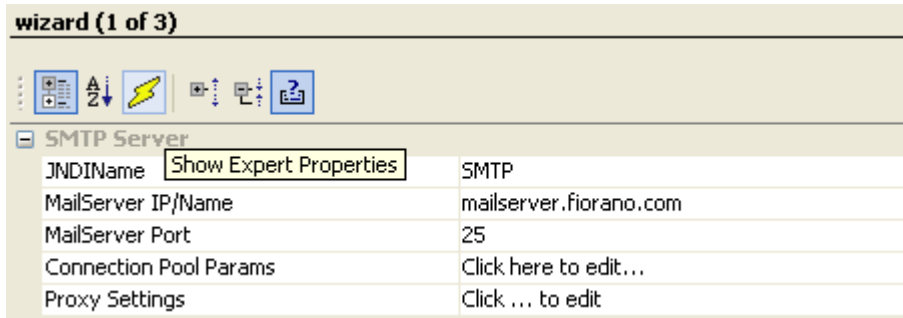 wizard (1 of 3)
A
Z
SMTP Server
Show Expert Properties
JNDIName SMTP
MailServer IP/Name mailserver.fiorano.com
MailServer Port 25
Connection Pool Params Click here to edit...
Proxy Settings Click ... to edit